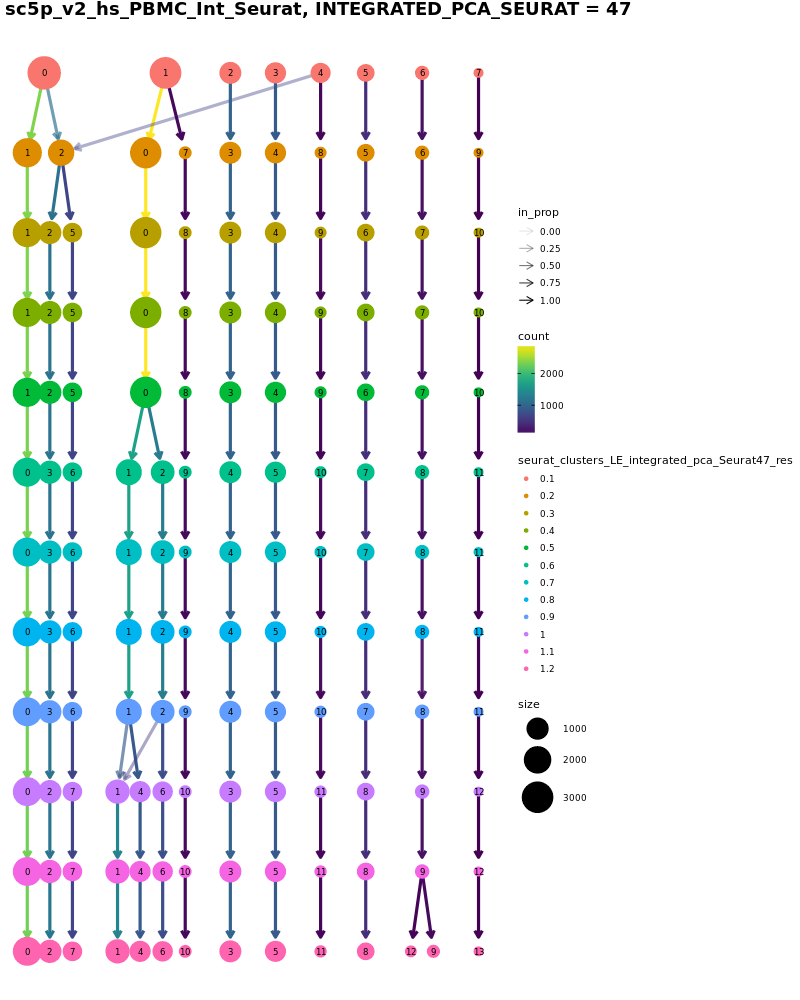 sc5p_v2_hs_PBMC_Int_Seurat, INTEGRATED_PCA_SEURAT = 47
0 1 2 3 4 5 6 7
1 2 0 7 3 4 8 5 6 9
1 2 5 0 8 3 4 9 6 7 10
1 2 5 0 8 3 4 9 6 7 10
1 2 5 0 8 3 4 9 6 7 10
0 3 6 1 2 9 4 5 10 7 8 11
0 3 6 1 2 9 4 5 10 7 8 11
0 3 6 1 2 9 4 5 10 7 8 11
0 3 6 1 2 9 4 5 10 7 8 11
0 2 7 1 4 6 10 3 5 11 8 9 12
0 2 7 1 4 6 10 3 5 11 8 9 12
0 2 7 1 4 6 10 3 5 11 8 12 9 13
in_prop
0.00
0.25
0.50
0.75
1.00
count
2000
1000
seurat_clusters_LE_integrated_pca_Seurat47_res
0.1
0.2
0.3
0.4
0.5
0.6
0.7
0.8
0.9
1
1.1
1.2
size
1000
2000
3000